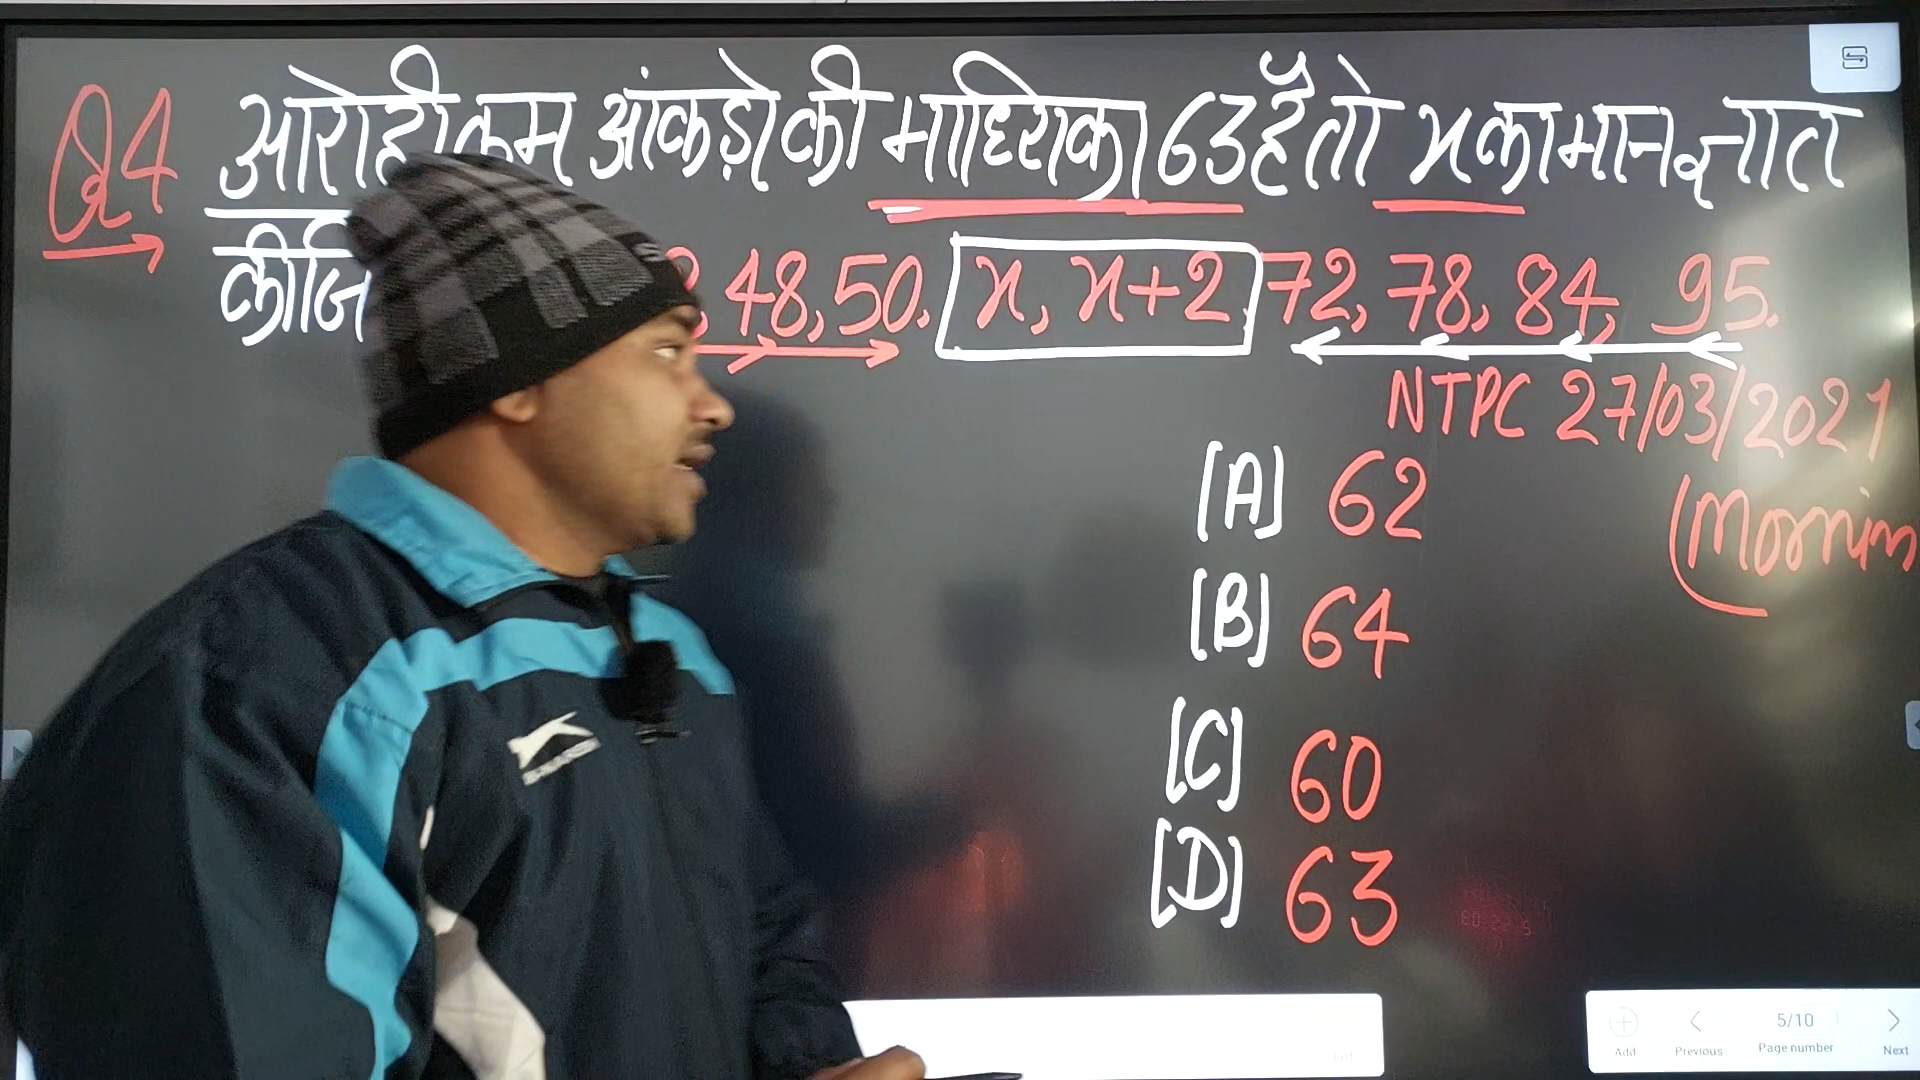 Q4 आरोही क्रम आंकड़ो की माध्यिका 63 है तो x का मान ज्ञात
48, 50. x, x+2, 72, 78, 84, 95.
NTPC 27/03/2021
[A] 62
(Mornin
[B] 64
[C] 60
[D] 63
5/10
Add Previous Page number Next